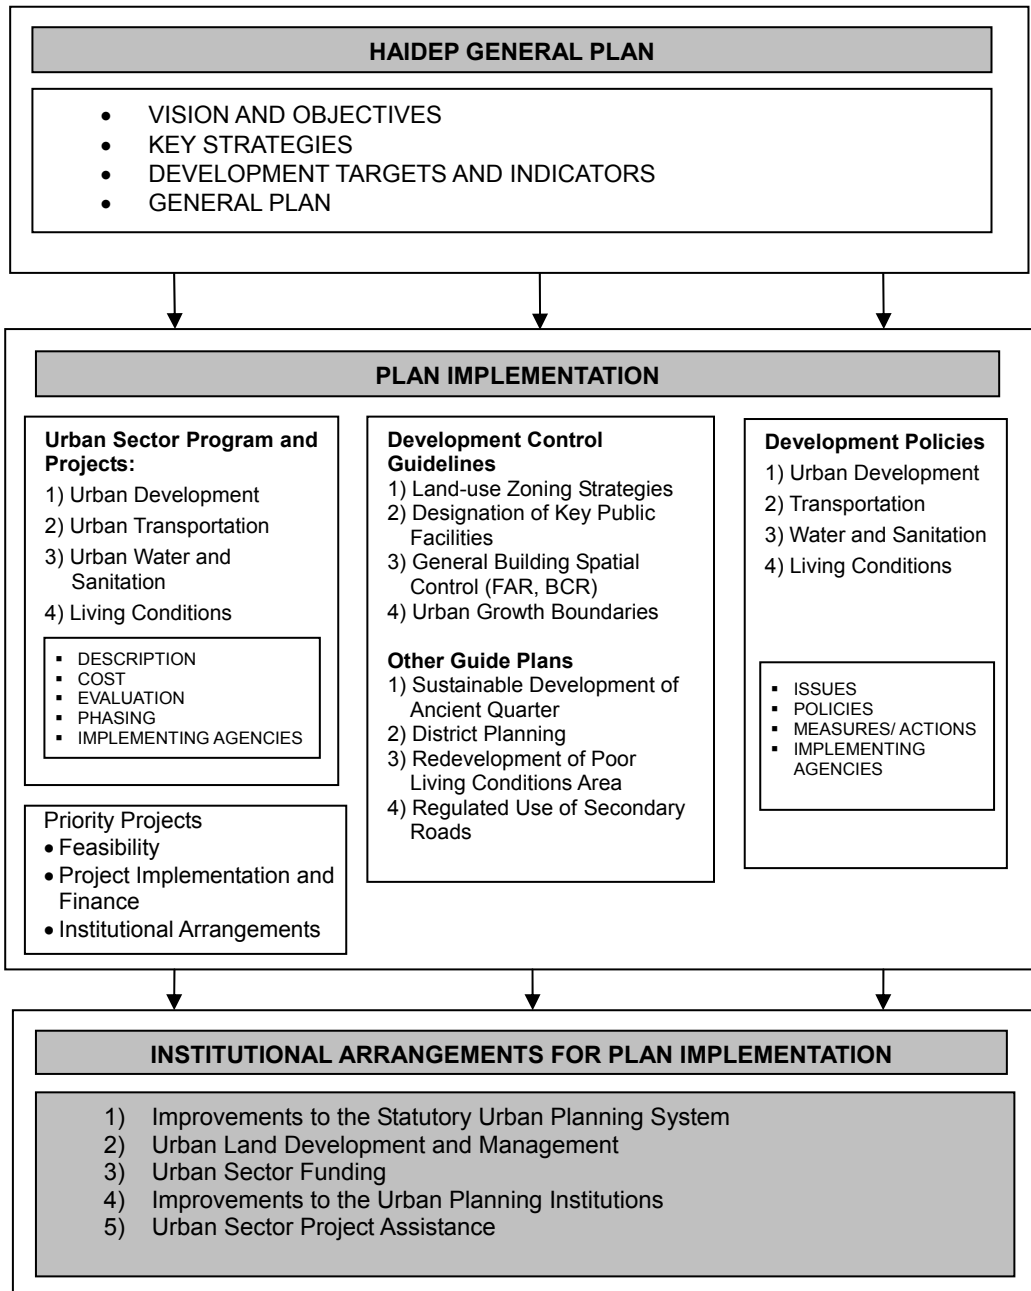 HAIDEP GENERAL PLAN
• VISION AND OBJECTIVES
• KEY STRATEGIES
• DEVELOPMENT TARGETS AND INDICATORS
• GENERAL PLAN
PLAN IMPLEMENTATION
Urban Sector Program and
Projects:
1) Urban Development
2) Urban Transportation
3) Urban Water and
Sanitation
4) Living Conditions
▪ DESCRIPTION
▪ COST
▪ EVALUATION
▪ PHASING
▪ IMPLEMENTING AGENCIES
Priority Projects
• Feasibility
• Project Implementation and
Finance
• Institutional Arrangements
Development Control
Guidelines
1) Land-use Zoning Strategies
2) Designation of Key Public
Facilities
3) General Building Spatial
Control (FAR, BCR)
4) Urban Growth Boundaries
Other Guide Plans
1) Sustainable Development of
Ancient Quarter
2) District Planning
3) Redevelopment of Poor
Living Conditions Area
4) Regulated Use of Secondary
Roads
Development Policies
1) Urban Development
2) Transportation
3) Water and Sanitation
4) Living Conditions
▪ ISSUES
▪ POLICIES
▪ MEASURES/ ACTIONS
▪ IMPLEMENTING
AGENCIES
INSTITUTIONAL ARRANGEMENTS FOR PLAN IMPLEMENTATION
1) Improvements to the Statutory Urban Planning System
2) Urban Land Development and Management
3) Urban Sector Funding
4) Improvements to the Urban Planning Institutions
5) Urban Sector Project Assistance